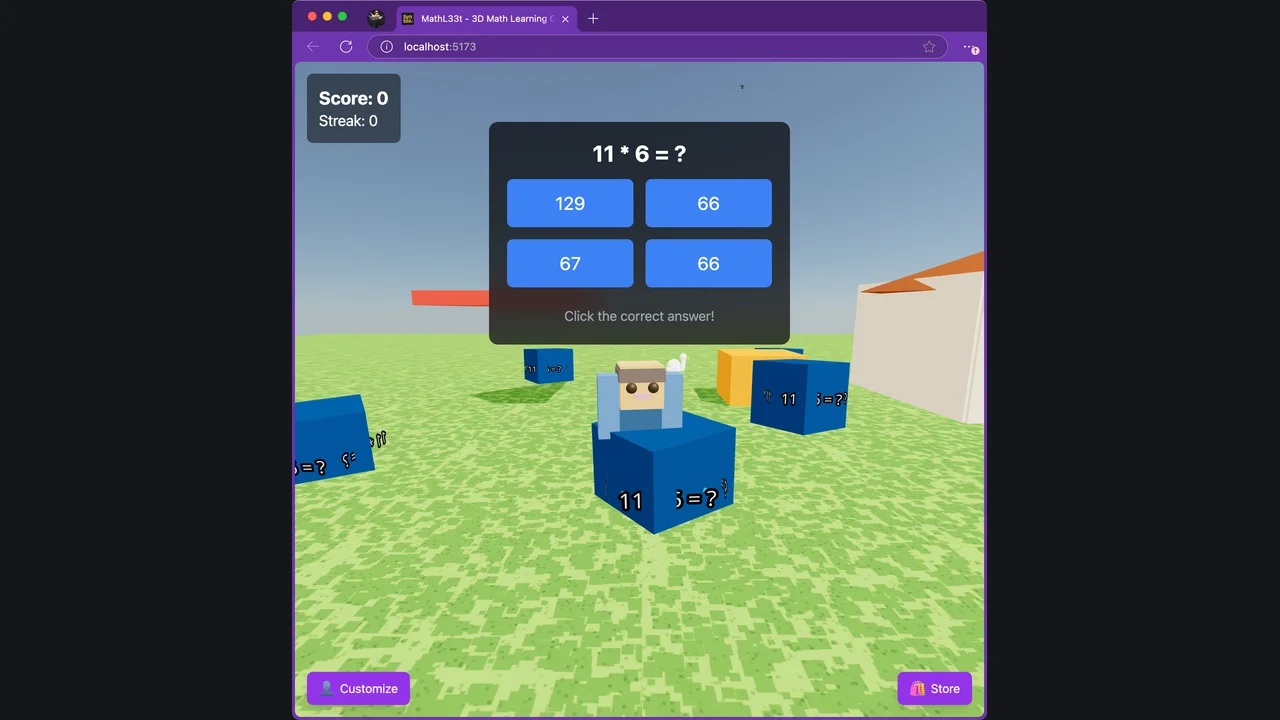 MathL33t - 3D Math Learning G
localhost:5173
Score: 0
Streak: 0
11 * 6 = ?
129
66
67
66
Click the correct answer!
11
= ?
11
= ?
= ?
11
= ?
Customize
Store